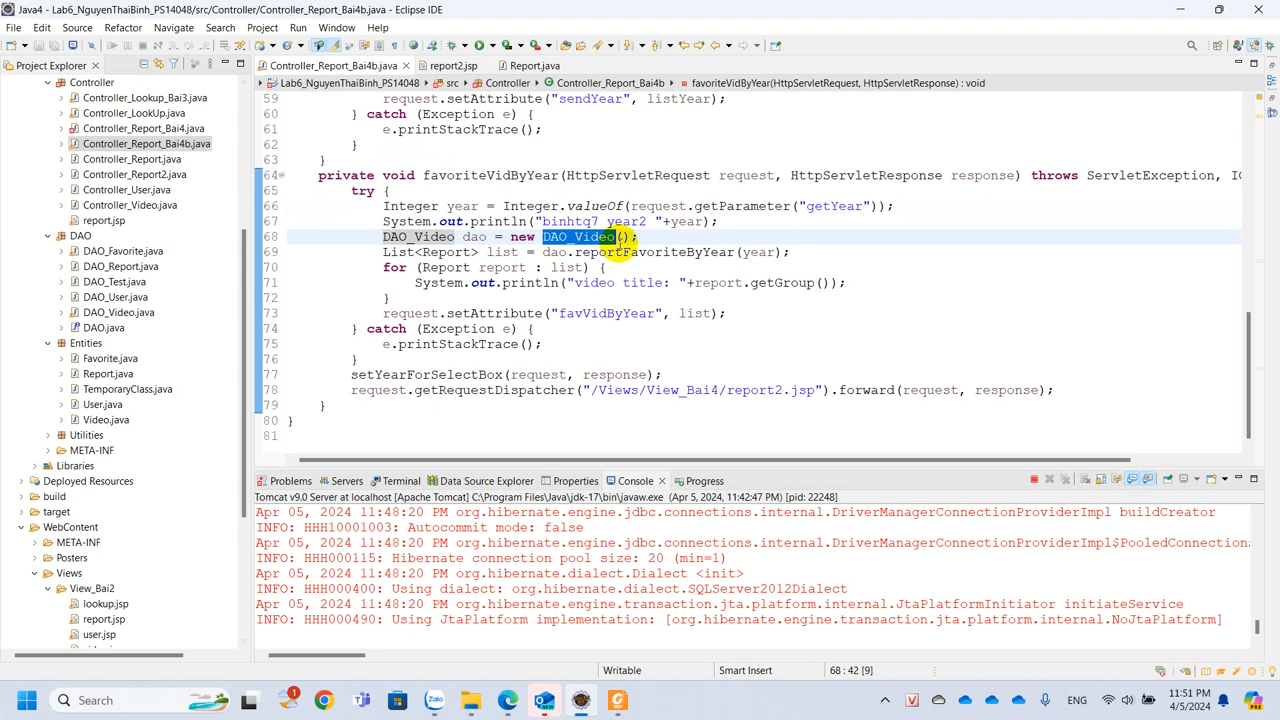 Java4 - Lab6_NguyenThaiBinh_PS14048/src/Controller/Controller_Report_Bai4b.java - Eclipse IDE
File Edit Source Refactor Navigate Search Project Run Window Help
Project Explorer
Controller_Report_Bai4b.java report2.jsp Report.java
Lab6_NguyenThaiBinh_PS14048 src Controller Controller_Report_Bai4b favoriteVidByYear(HttpServletRequest, HttpServletResponse) : void
Controller
Controller_Lookup_Bai3.java
Controller_LookUp.java
Controller_Report_Bai4.java
Controller_Report_Bai4b.java
Controller_Report.java
Controller_Report2.java
Controller_User.java
Controller_Video.java
report.jsp
DAO
DAO_Favorite.java
DAO_Report.java
DAO_Test.java
DAO_User.java
DAO_Video.java
DAO.java
Entities
Favorite.java
Report.java
TemporaryClass.java
User.java
Video.java
Utilities
META-INF
Libraries
Deployed Resources
build
target
WebContent
META-INF
Posters
Views
View_Bai2
lookup.jsp
report.jsp
user.jsp
59 request.setAttribute("sendYear", listYear);
60 } catch (Exception e) {
61 e.printStackTrace();
62 }
63 }
64 private void favoriteVidByYear(HttpServletRequest request, HttpServletResponse response) throws ServletException, IO
65 try {
66 Integer year = Integer.valueOf(request.getParameter("getYear"));
67 System.out.println("binhtq7 year2 "+year);
68 DAO_Video dao = new DAO_Video();
69 List<Report> list = dao.reportFavoriteByYear(year);
70 for (Report report : list) {
71 System.out.println("video title: "+report.getGroup());
72 }
73 request.setAttribute("favVidByYear", list);
74 } catch (Exception e) {
75 e.printStackTrace();
76 }
77 setYearForSelectBox(request, response);
78 request.getRequestDispatcher("/Views/View_Bai4/report2.jsp").forward(request, response);
79 }
80 }
81
Problems Servers Terminal Data Source Explorer Properties Console Progress
Tomcat v9.0 Server at localhost [Apache Tomcat] C:\Program Files\Java\jdk-17\bin\javaw.exe (Apr 5, 2024, 11:42:47 PM) [pid: 22248]
Apr 05, 2024 11:48:20 PM org.hibernate.engine.jdbc.connections.internal.DriverManagerConnectionProviderImpl buildCreator
INFO: HHH10001003: Autocommit mode: false
Apr 05, 2024 11:48:20 PM org.hibernate.engine.jdbc.connections.internal.DriverManagerConnectionProviderImpl$PooledConnections
INFO: HHH000115: Hibernate connection pool size: 20 (min=1)
Apr 05, 2024 11:48:20 PM org.hibernate.dialect.Dialect <init>
INFO: HHH000400: Using dialect: org.hibernate.dialect.SQLServer2012Dialect
Apr 05, 2024 11:48:20 PM org.hibernate.engine.transaction.jta.platform.internal.JtaPlatformInitiator initiateService
INFO: HHH000490: Using JtaPlatform implementation: [org.hibernate.engine.transaction.jta.platform.internal.NoJtaPlatform]
Writable Smart Insert 68 : 42 [9]
Search ENG 11:51 PM
4/5/2024